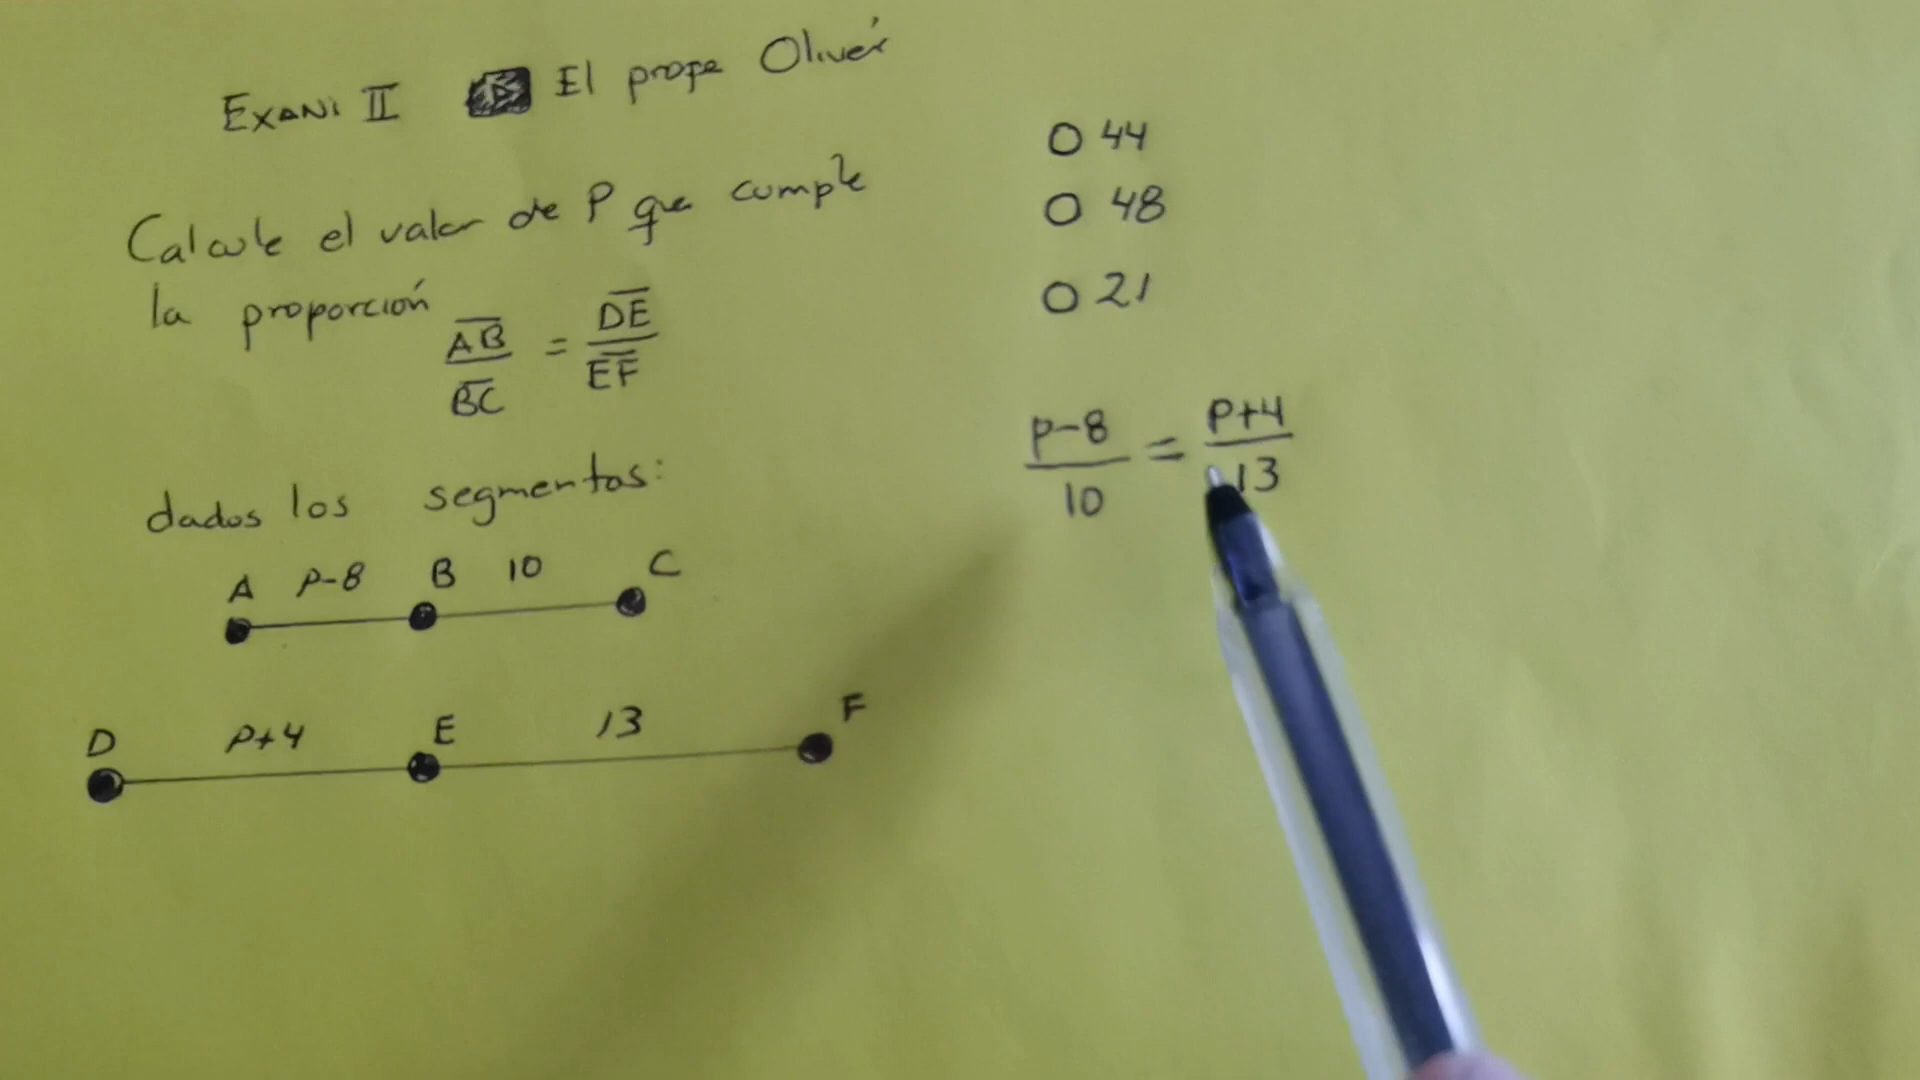 EXANI II El profe Oliver
Calcule el valor de P que cumple
la proporción
AB = DE
BC EF
dados los segmentos:
A P-8 B 10 C
D P+4 E 13 F
44
48
21
P-8 = P+4
10 13